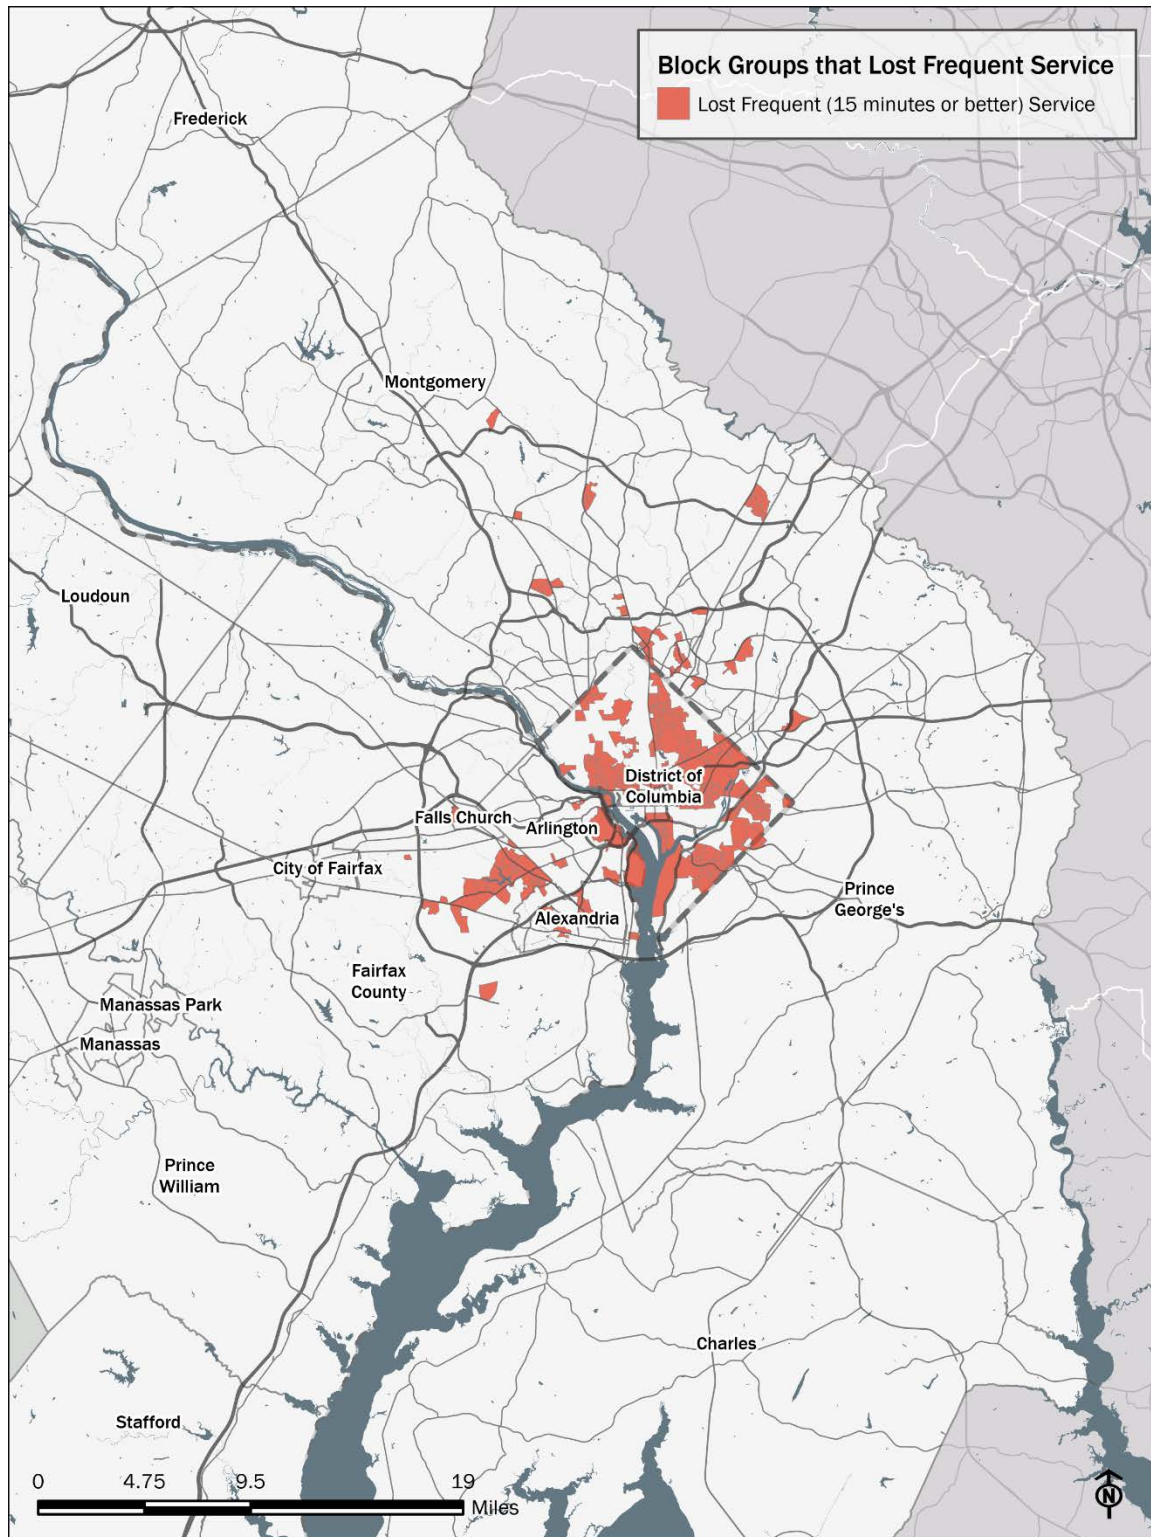 Block Groups that Lost Frequent Service
Lost Frequent (15 minutes or better) Service
Frederick
Montgomery
Loudoun
District of
Columbia
Falls Church
Arlington
City of Fairfax
Prince
George's
Alexandria
Fairfax
County
Manassas Park
Manassas
Prince
William
Charles
Stafford
0 4.75 9.5 19
Miles
N